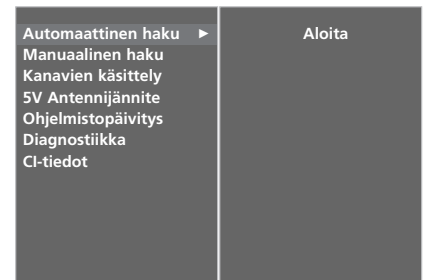 Automaattinen haku ► Aloita
Manuaalinen haku
Kanavien käsittely
5V Antennijännite
Ohjelmistopäivitys
Diagnostiikka
CI-tiedot